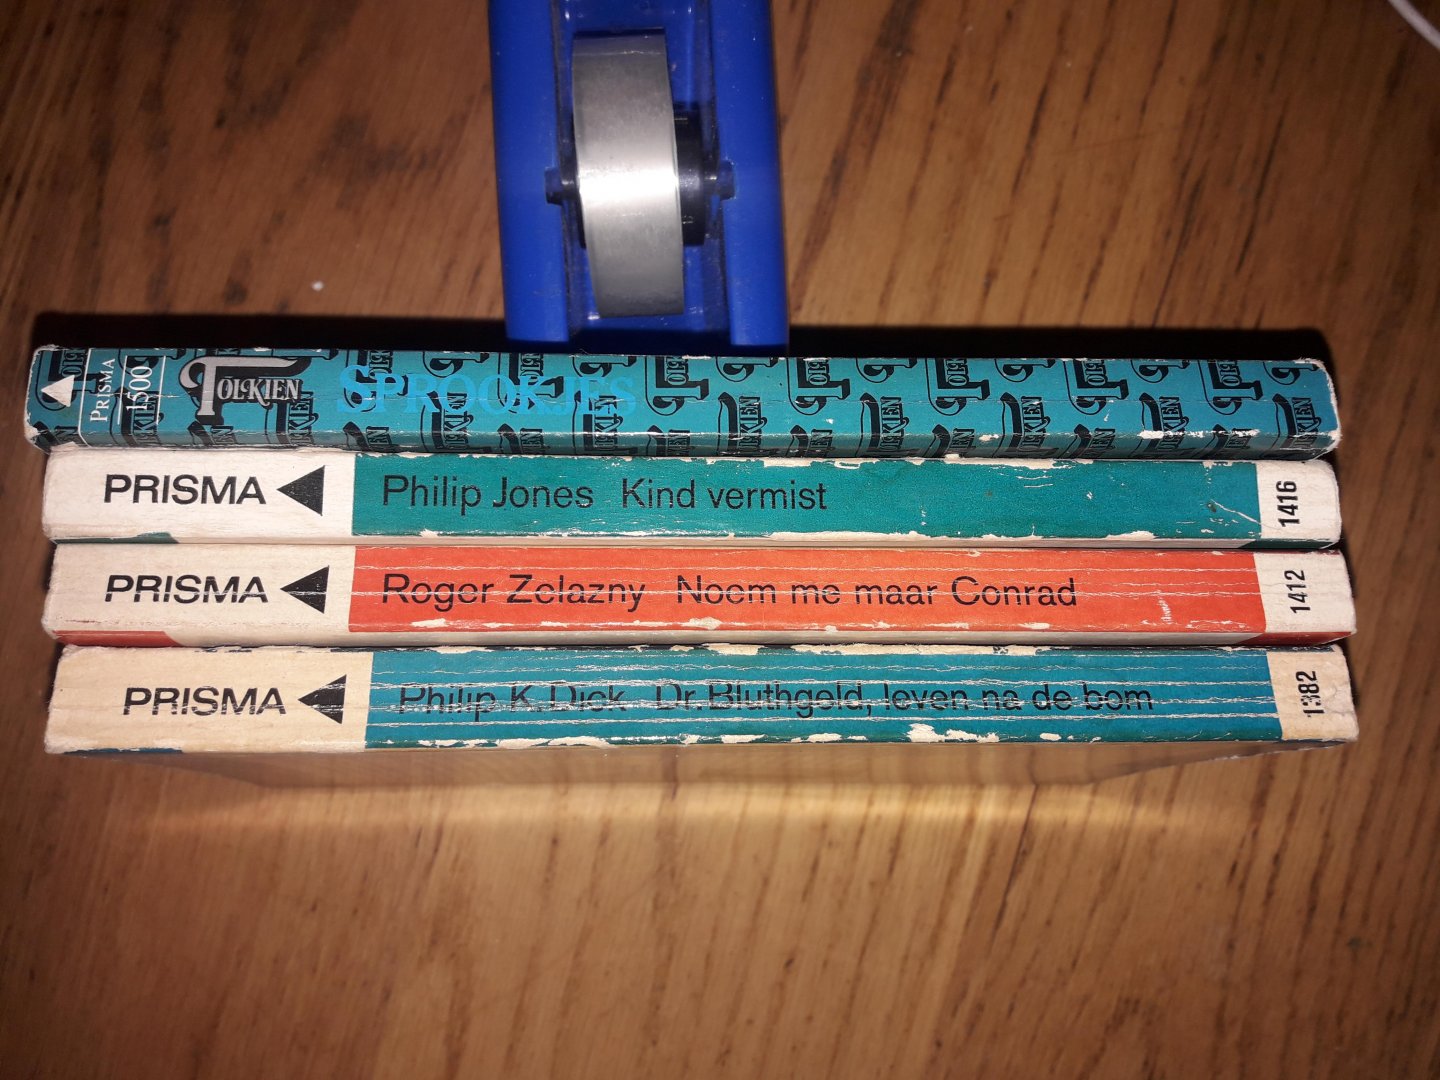 PRISMA 1500 TOLKIEN SPROOKJES
PRISMA Philip Jones Kind vermist 1416
PRISMA Roger Zelazny Noem me maar Conrad 1412
PRISMA Philip K. Dick Dr. Bluthgeld, leven na de bom 1382